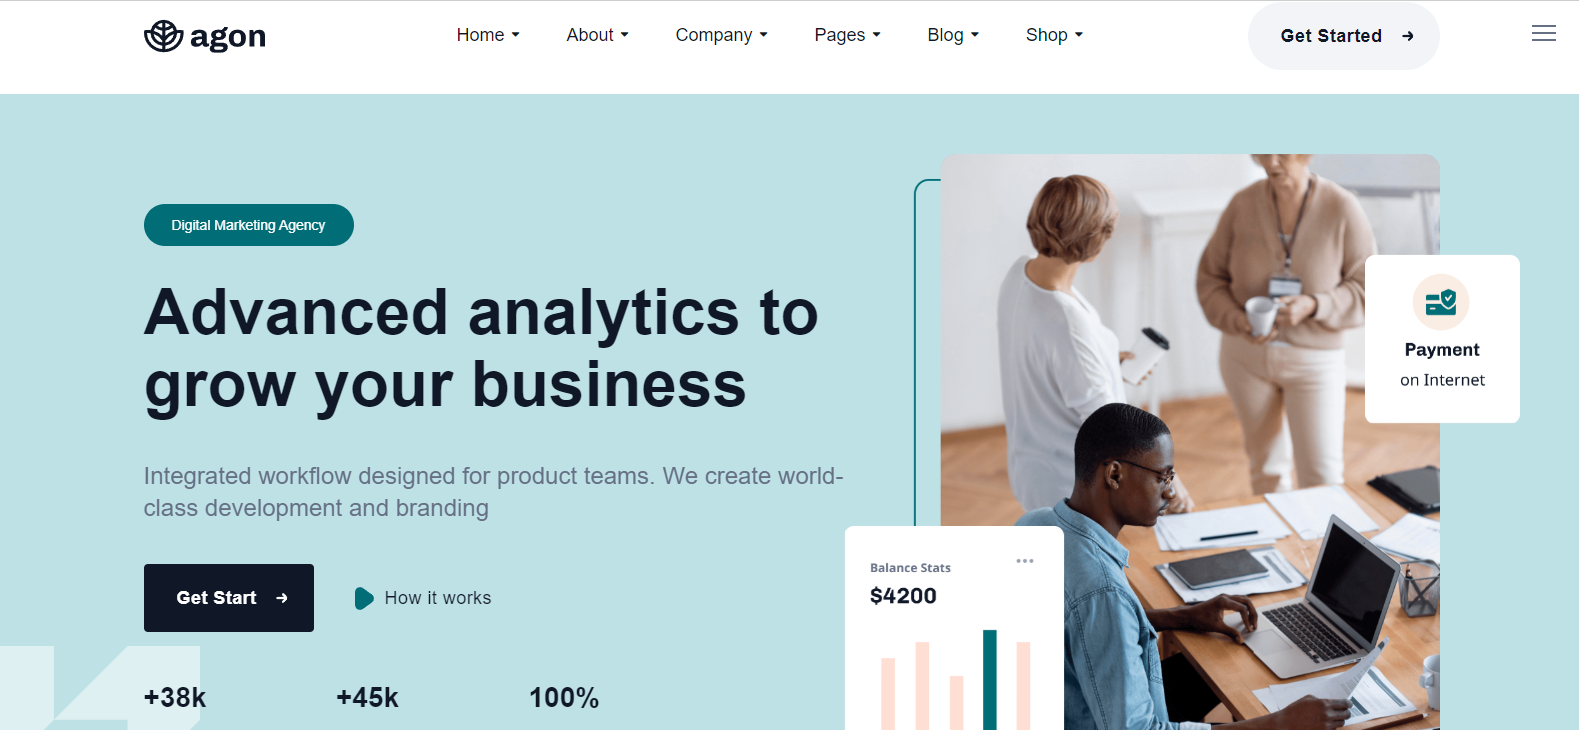 agon
Home
About
Company
Pages
Blog
Shop
Get Started
Digital Marketing Agency
Advanced analytics to
grow your business
Integrated workflow designed for product teams. We create world-
class development and branding
Get Start
How it works
+38k
+45k
100%
Payment
on Internet
Balance Stats
$4200